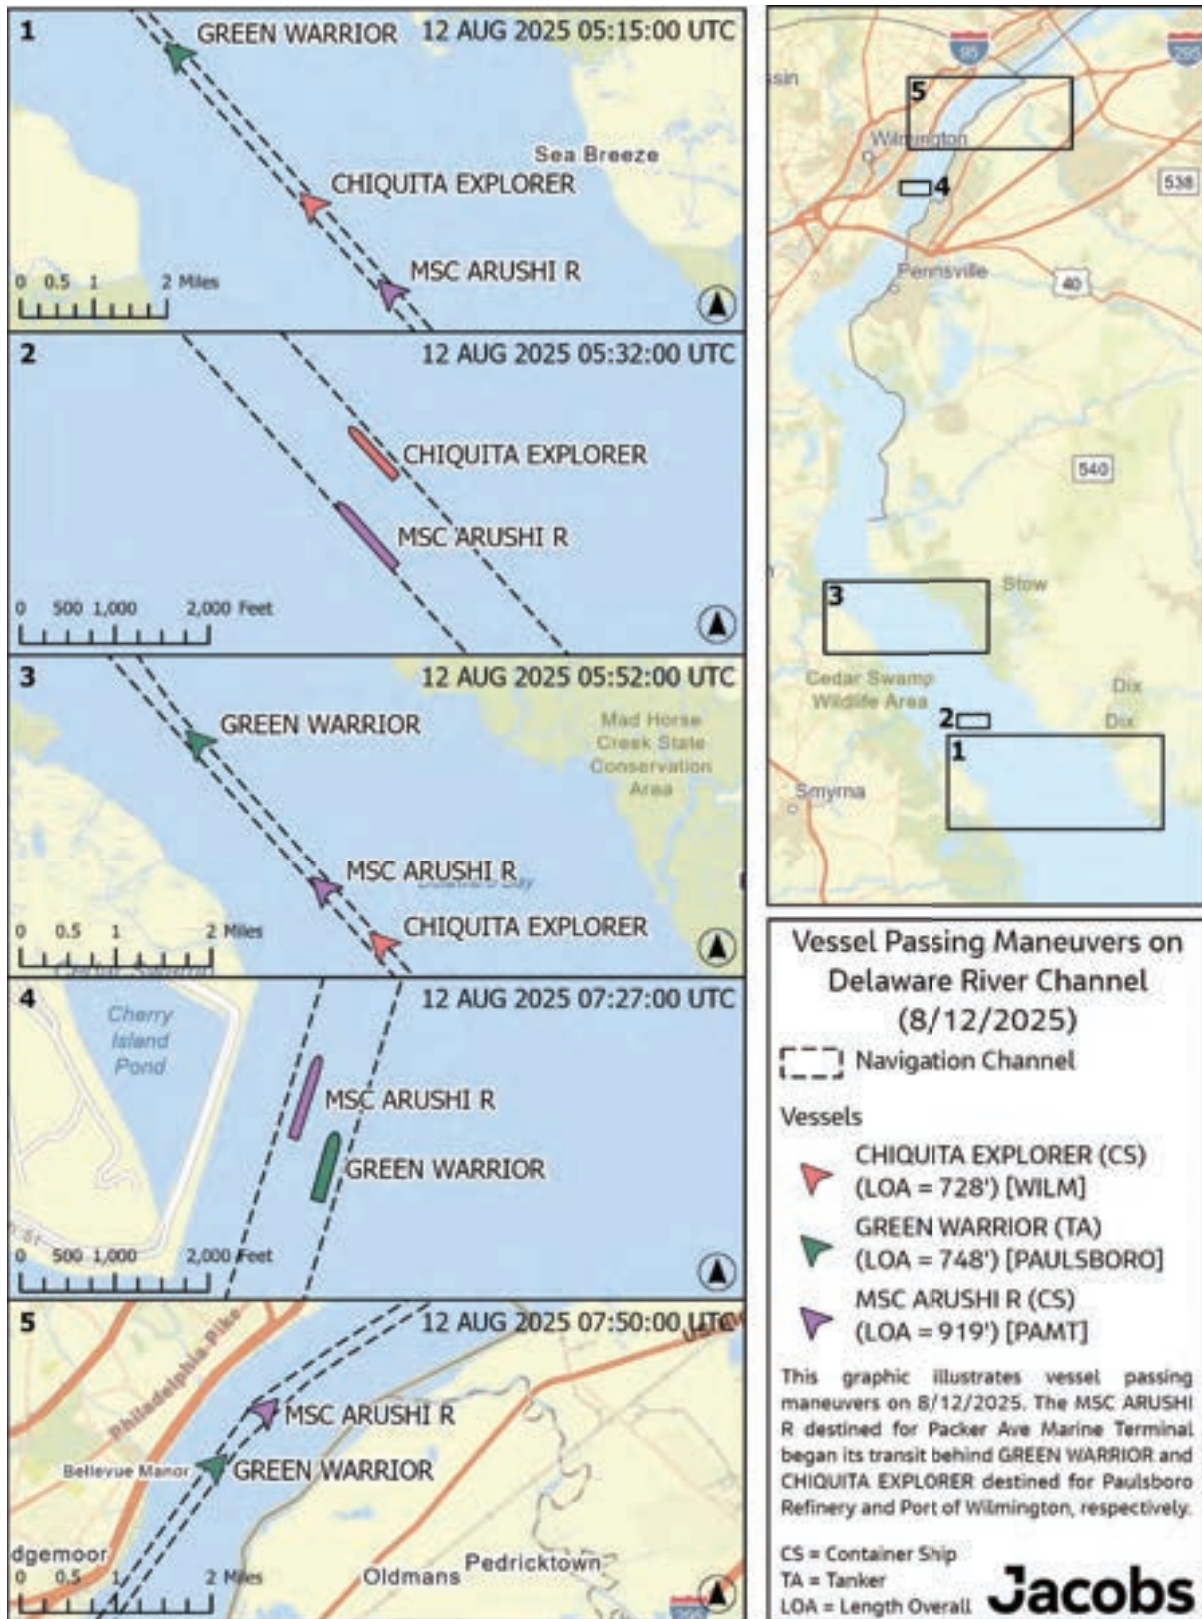 1
GREEN WARRIOR
12 AUG 2025 05:15:00 UTC
Sea Breeze
CHIQUITA EXPLORER
MSC ARUSHI R
0 0.5 1 2 Miles
2
12 AUG 2025 05:32:00 UTC
CHIQUITA EXPLORER
MSC ARUSHI R
0 500 1,000 2,000 Feet
3
12 AUG 2025 05:52:00 UTC
GREEN WARRIOR
Mad Horse
Creek State
Conservation
Area
MSC ARUSHI R
CHIQUITA EXPLORER
0 0.5 1 2 Miles
4
12 AUG 2025 07:27:00 UTC
Cherry
Island
Pond
MSC ARUSHI R
GREEN WARRIOR
0 500 1,000 2,000 Feet
5
12 AUG 2025 07:50:00 UTC
Philadelphia Pike
MSC ARUSHI R
Bellevue Manor
GREEN WARRIOR
dgemoor
Pedricktown
Oldmans
0 0.5 1 2 Miles
95
295
ssin
5
Wilmington
4
538
Pennsville
40
540
3
Stow
Cedar Swamp
Wildlife Area
Dix
2
Dix
1
Smyrna
Vessel Passing Maneuvers on
Delaware River Channel
(8/12/2025)
Navigation Channel
Vessels
CHIQUITA EXPLORER (CS)
(LOA = 728') [WILM]
GREEN WARRIOR (TA)
(LOA = 748') [PAULSBORO]
MSC ARUSHI R (CS)
(LOA = 919') [PAMT]
This graphic illustrates vessel passing
maneuvers on 8/12/2025. The MSC ARUSHI
R destined for Packer Ave Marine Terminal
began its transit behind GREEN WARRIOR and
CHIQUITA EXPLORER destined for Paulsboro
Refinery and Port of Wilmington, respectively.
CS = Container Ship
TA = Tanker
LOA = Length Overall
Jacobs